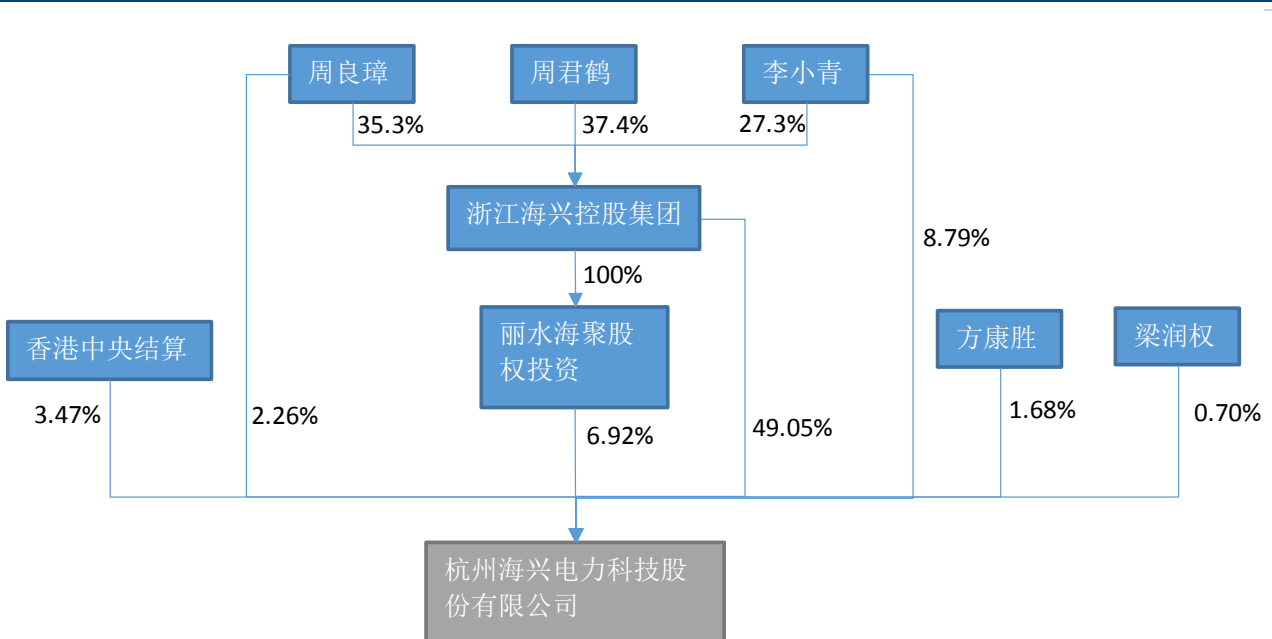 周良璋
周君鹤
李小青
35.3%
37.4%
27.3%
浙江海兴控股集团
8.79%
100%
香港中央结算
丽水海聚股
权投资
方康胜
梁润权
3.47%
2.26%
6.92%
49.05%
1.68%
0.70%
杭州海兴电力科技股
份有限公司